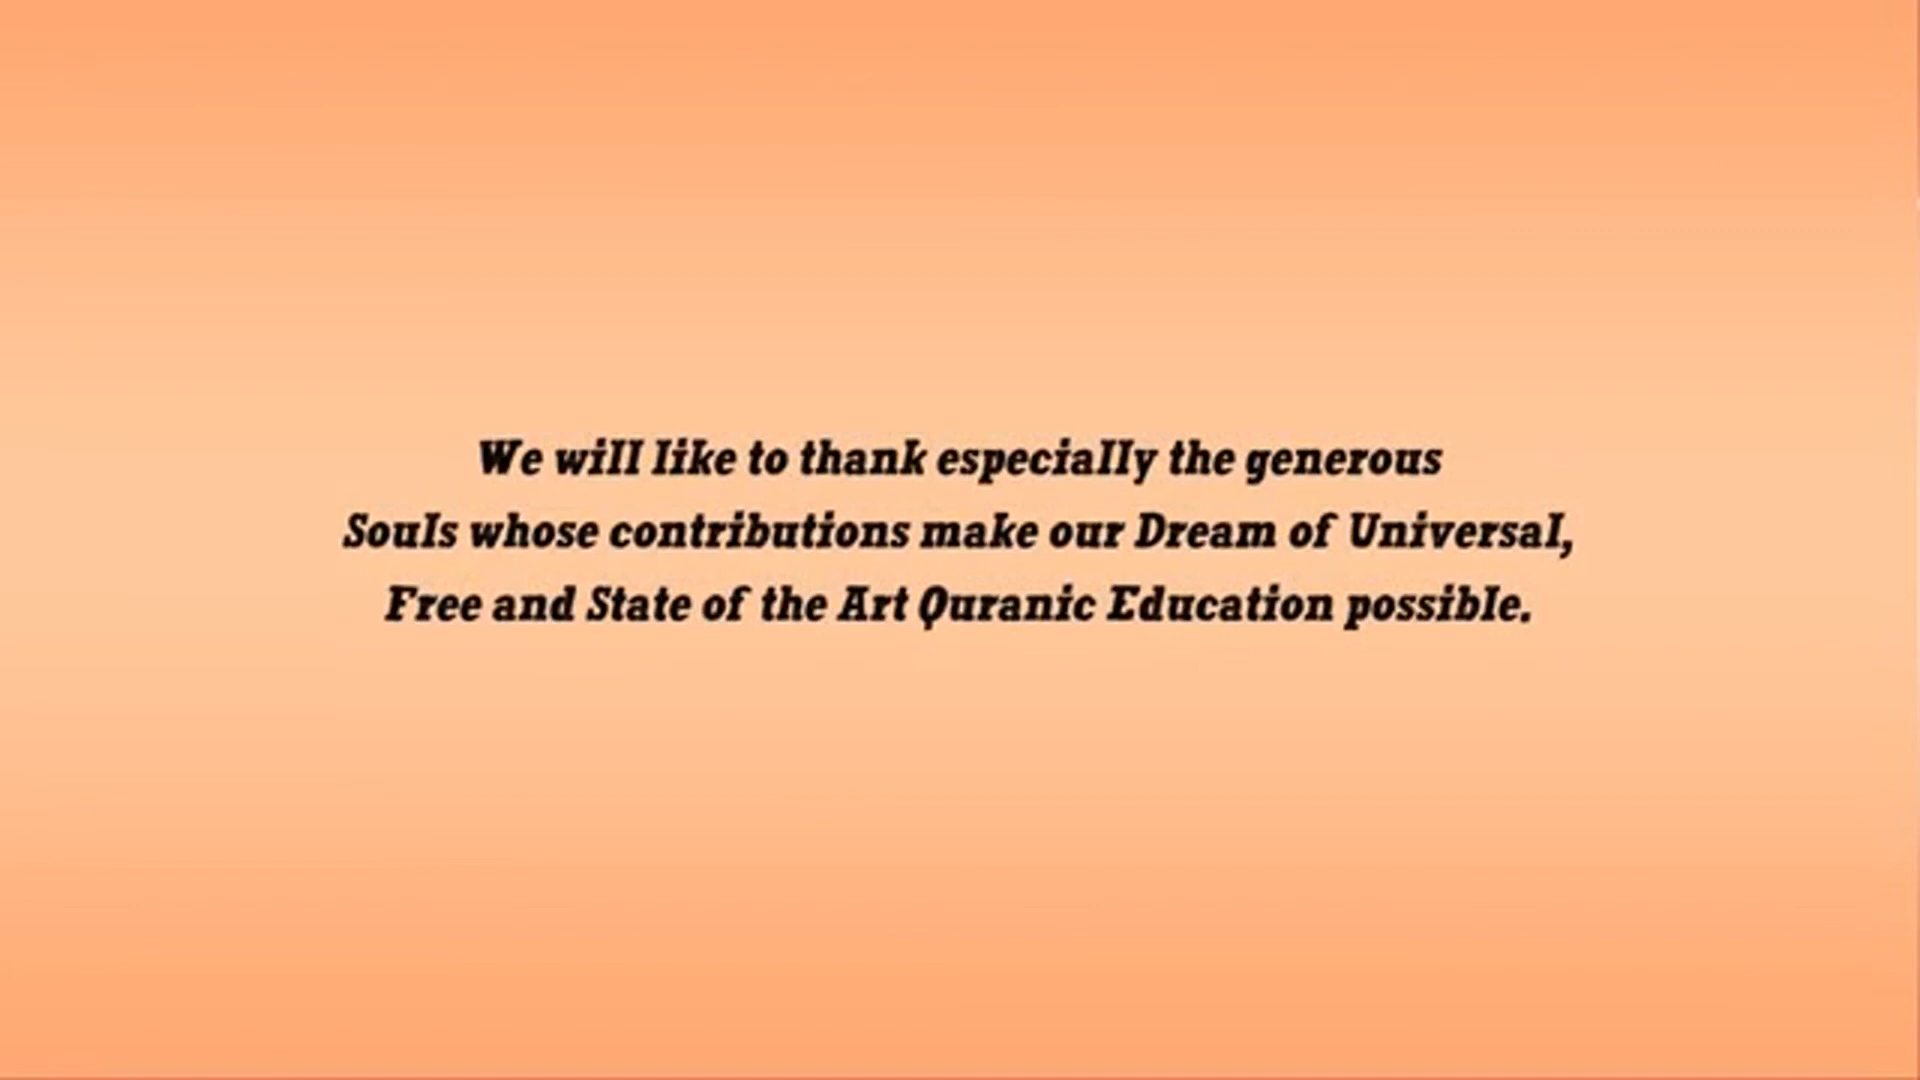 We will like to thank especially the generous
Souls whose contributions make our Dream of Universal,
Free and State of the Art Quranic Education possible.